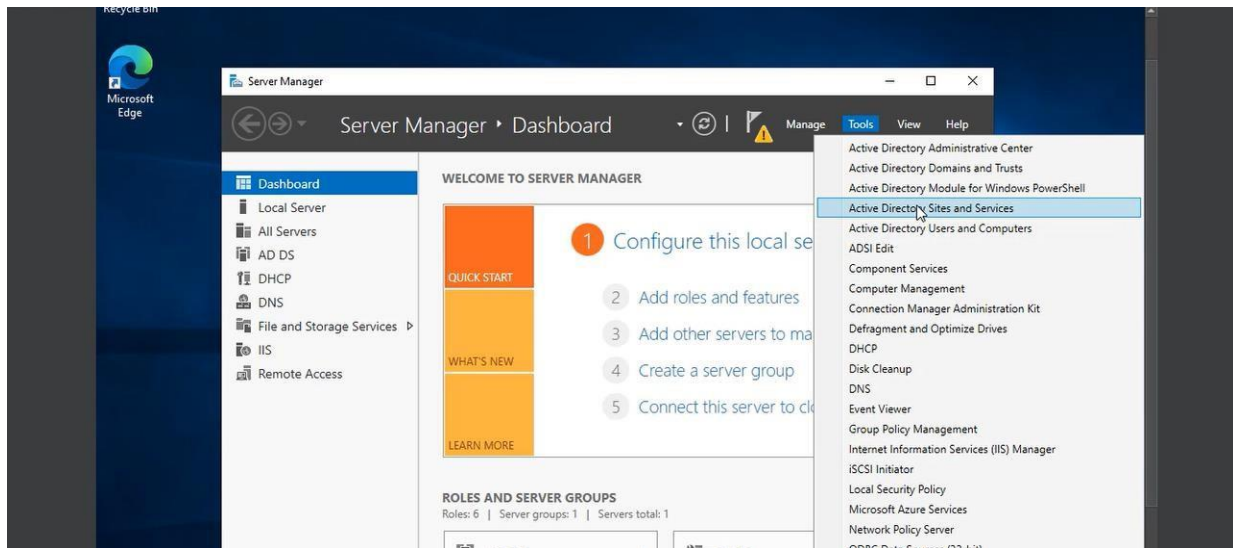 Recycle Bin
Microsoft
Edge
Server Manager
Server Manager • Dashboard
Manage Tools View Help
Dashboard
Local Server
All Servers
AD DS
DHCP
DNS
File and Storage Services
IIS
Remote Access
WELCOME TO SERVER MANAGER
QUICK START
WHAT'S NEW
LEARN MORE
1 Configure this local se
2 Add roles and features
3 Add other servers to ma
4 Create a server group
5 Connect this server to clo
ROLES AND SERVER GROUPS
Roles: 6 | Server groups: 1 | Servers total: 1
Active Directory Administrative Center
Active Directory Domains and Trusts
Active Directory Module for Windows PowerShell
Active Directory Sites and Services
Active Directory Users and Computers
ADSI Edit
Component Services
Computer Management
Connection Manager Administration Kit
Defragment and Optimize Drives
DHCP
Disk Cleanup
DNS
Event Viewer
Group Policy Management
Internet Information Services (IIS) Manager
iSCSI Initiator
Local Security Policy
Microsoft Azure Services
Network Policy Server
ODBC Data Sources (32-bit)